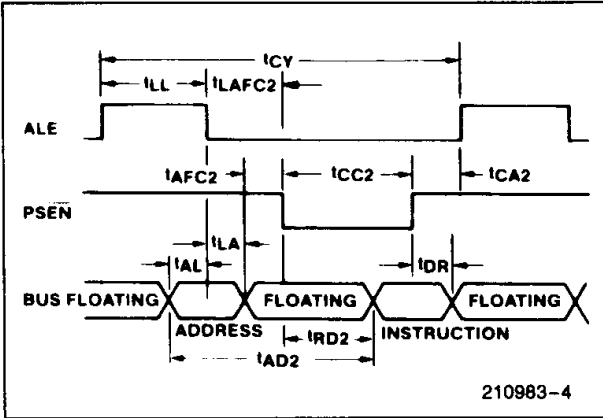 tCY
tLL tLAFC2
ALE
tAFC2 tCC2 tCA2
PSEN
tLA
tAL tDR
BUS FLOATING FLOATING FLOATING
ADDRESS tRD2 INSTRUCTION
tAD2
210983-4